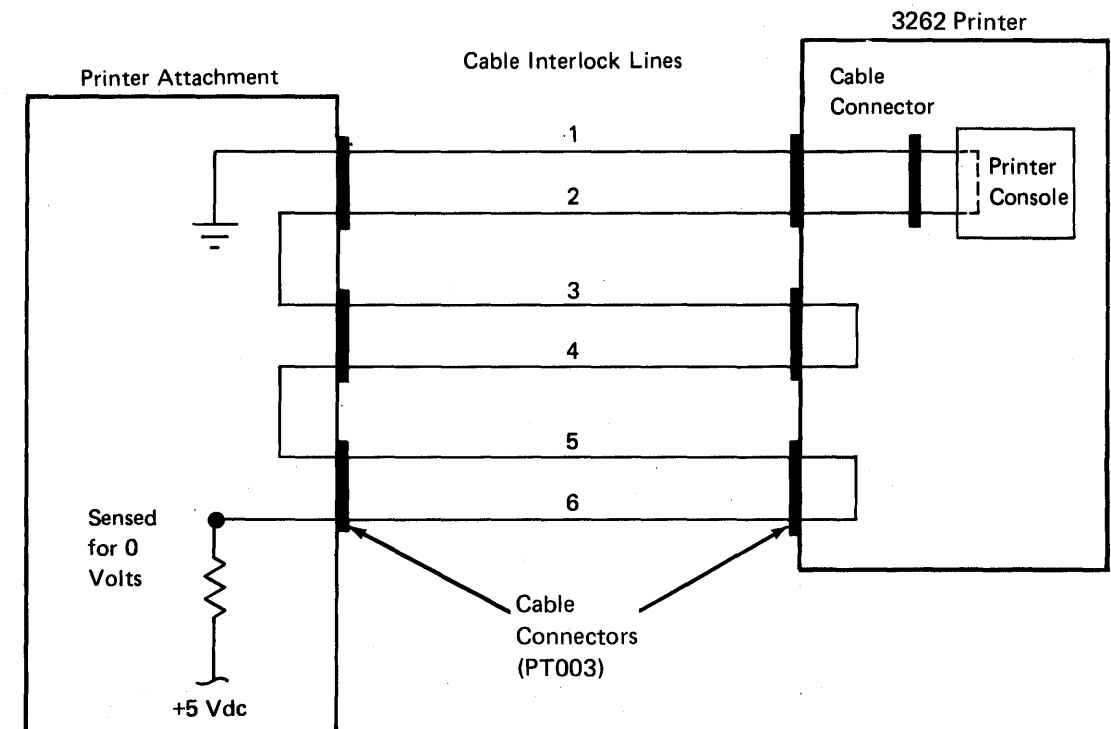 3262 Printer
Cable Interlock Lines
Printer Attachment
Cable
Connector
1
Printer
Console
2
3
4
5
6
Sensed
for 0
Volts
Cable
Connectors
(PT003)
+5 Vdc